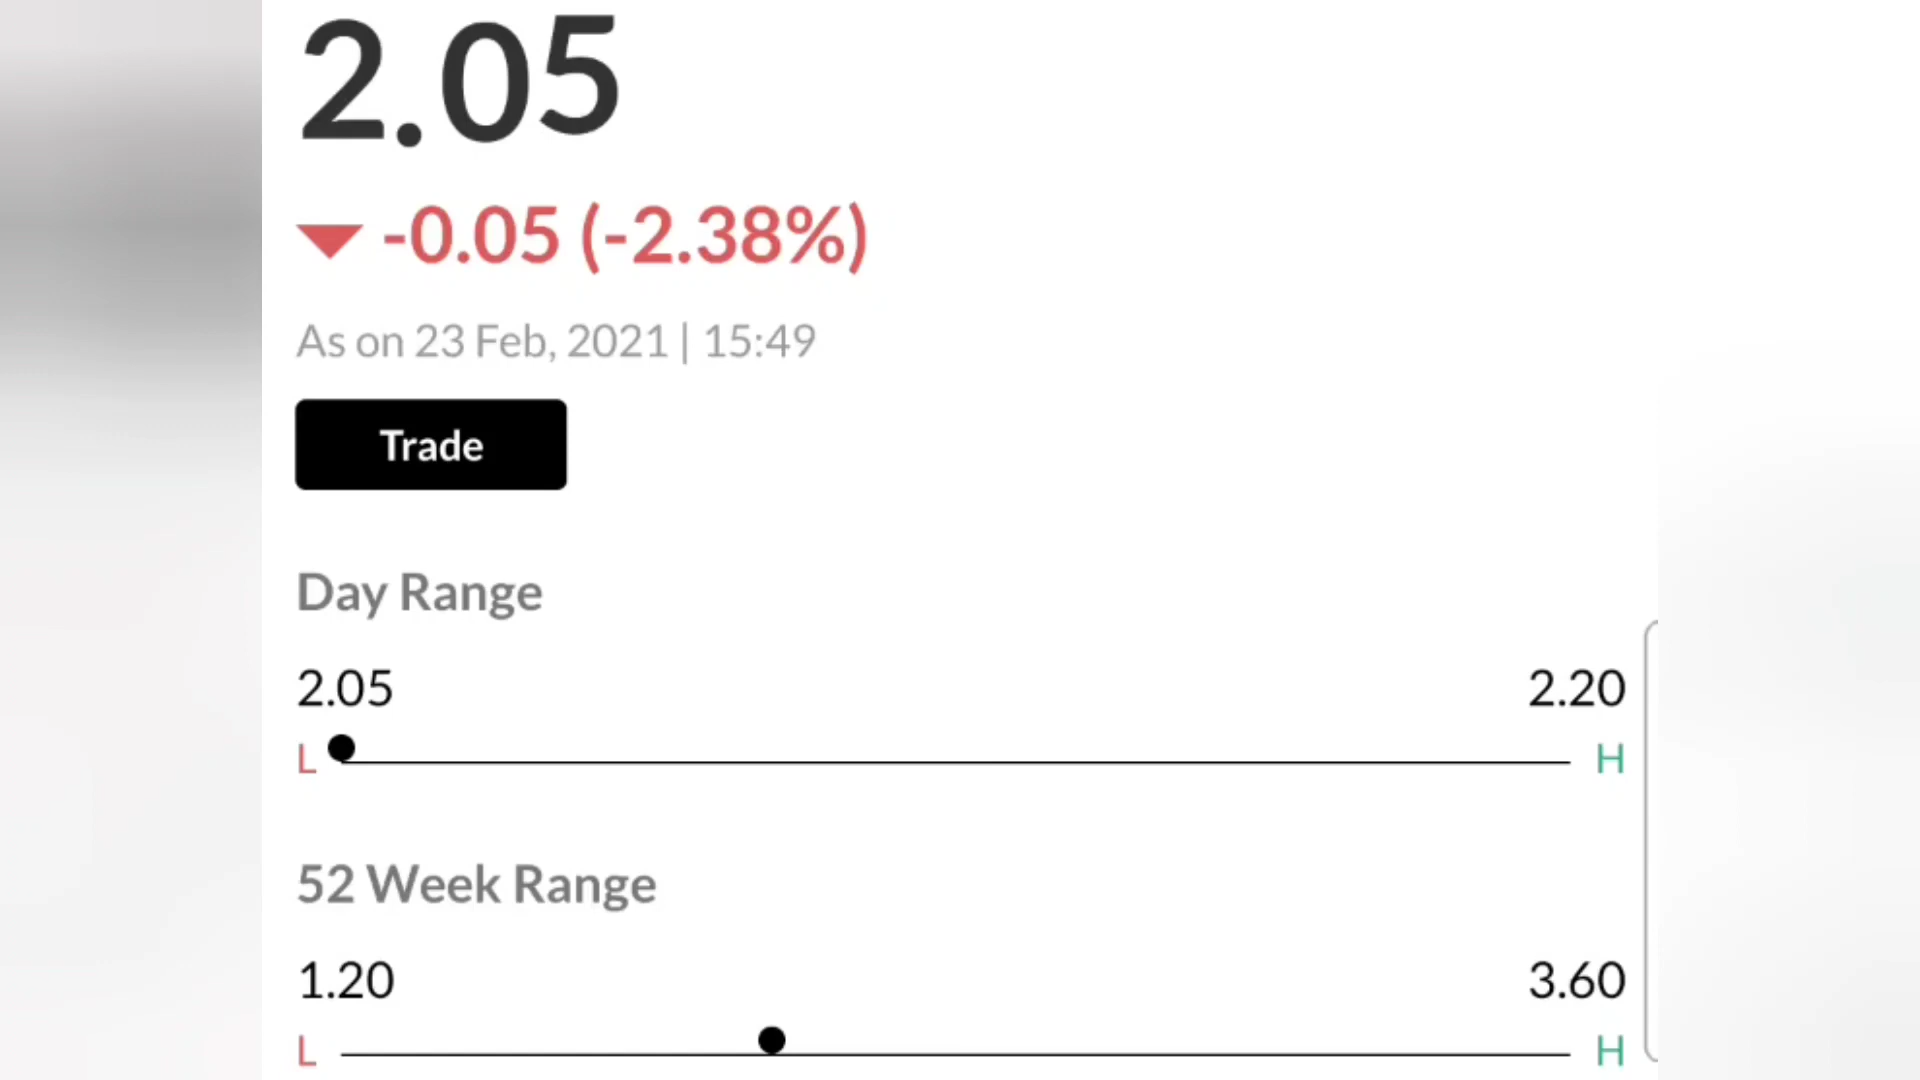 2.05
-0.05 (-2.38%)
As on 23 Feb, 2021 | 15:49
Trade
Day Range
2.05 2.20
L H
52 Week Range
1.20 3.60
L H